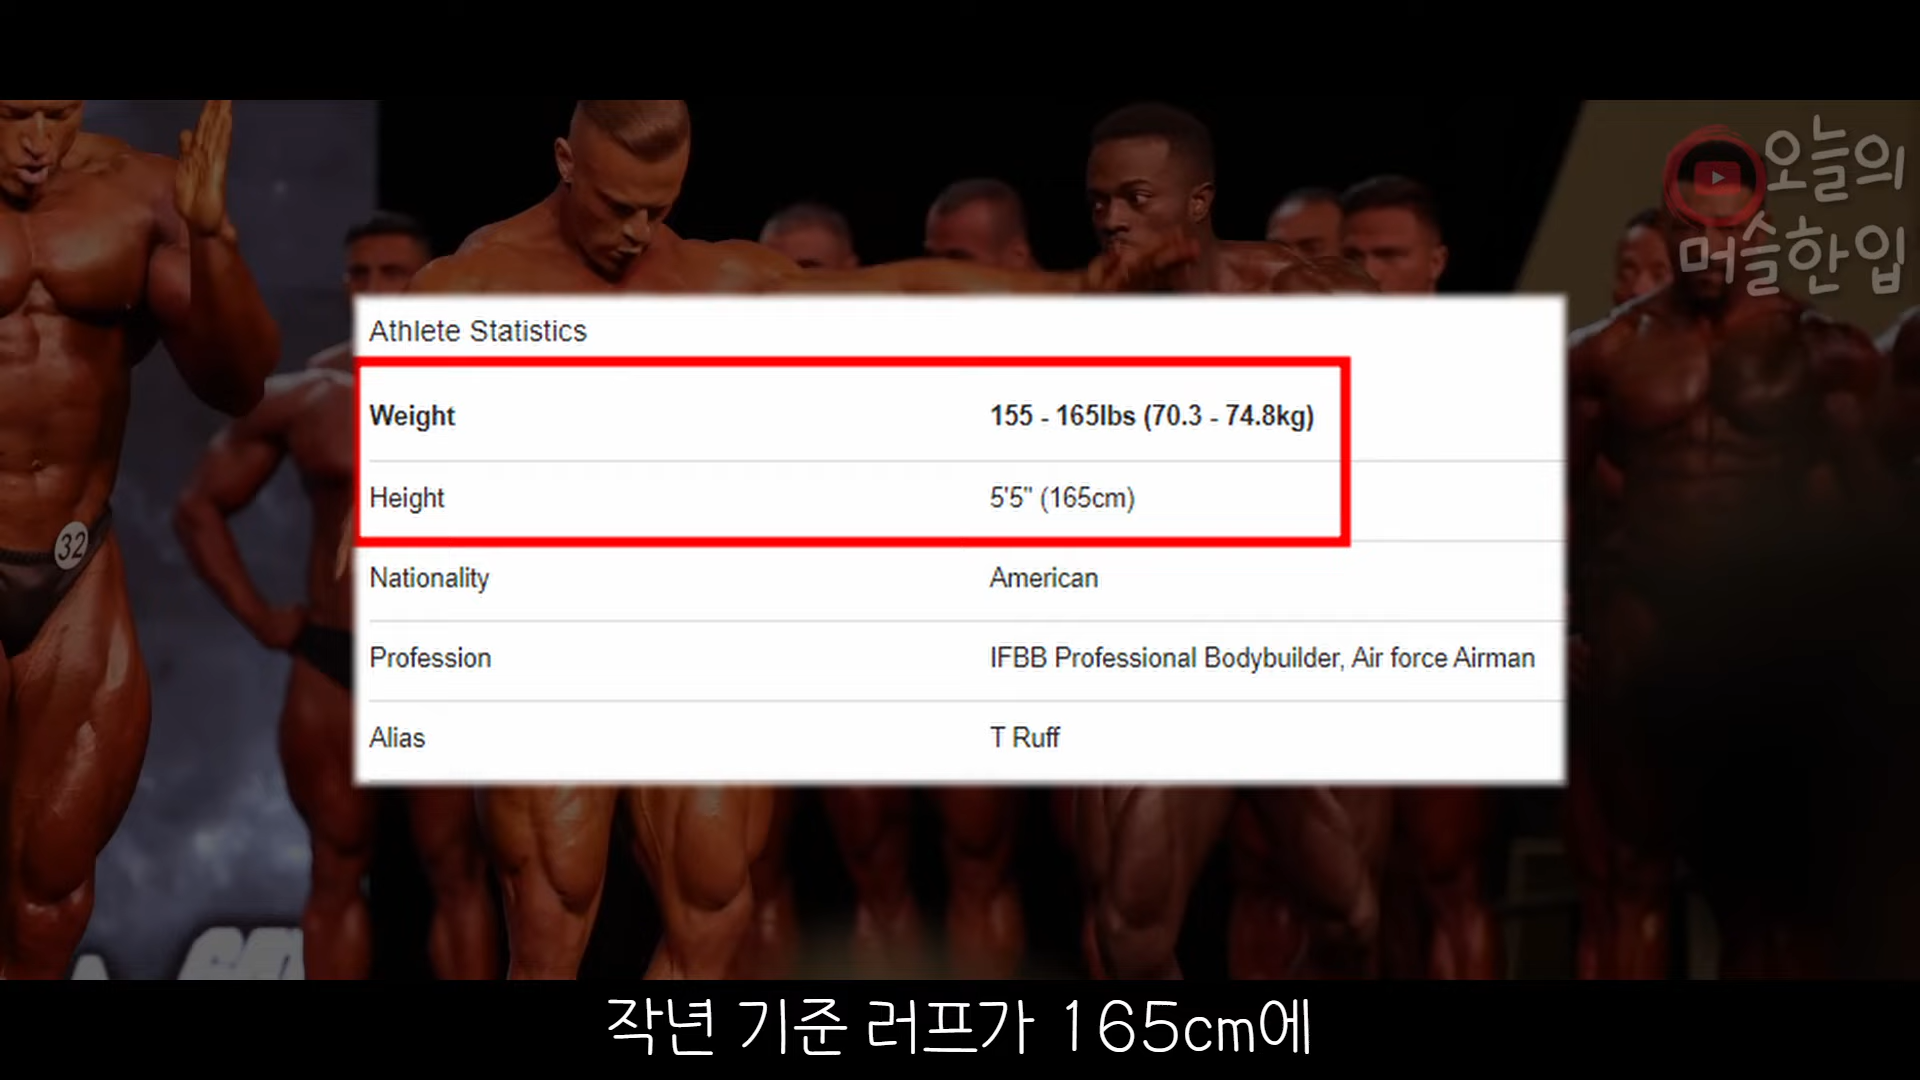 오늘의
머슬한입
Athlete Statistics
Weight 155 - 165lbs (70.3 - 74.8kg)
Height 5'5" (165cm)
32
Nationality American
Profession IFBB Professional Bodybuilder, Air force Airman
Alias T Ruff
작년 기준 러프가 165cm에